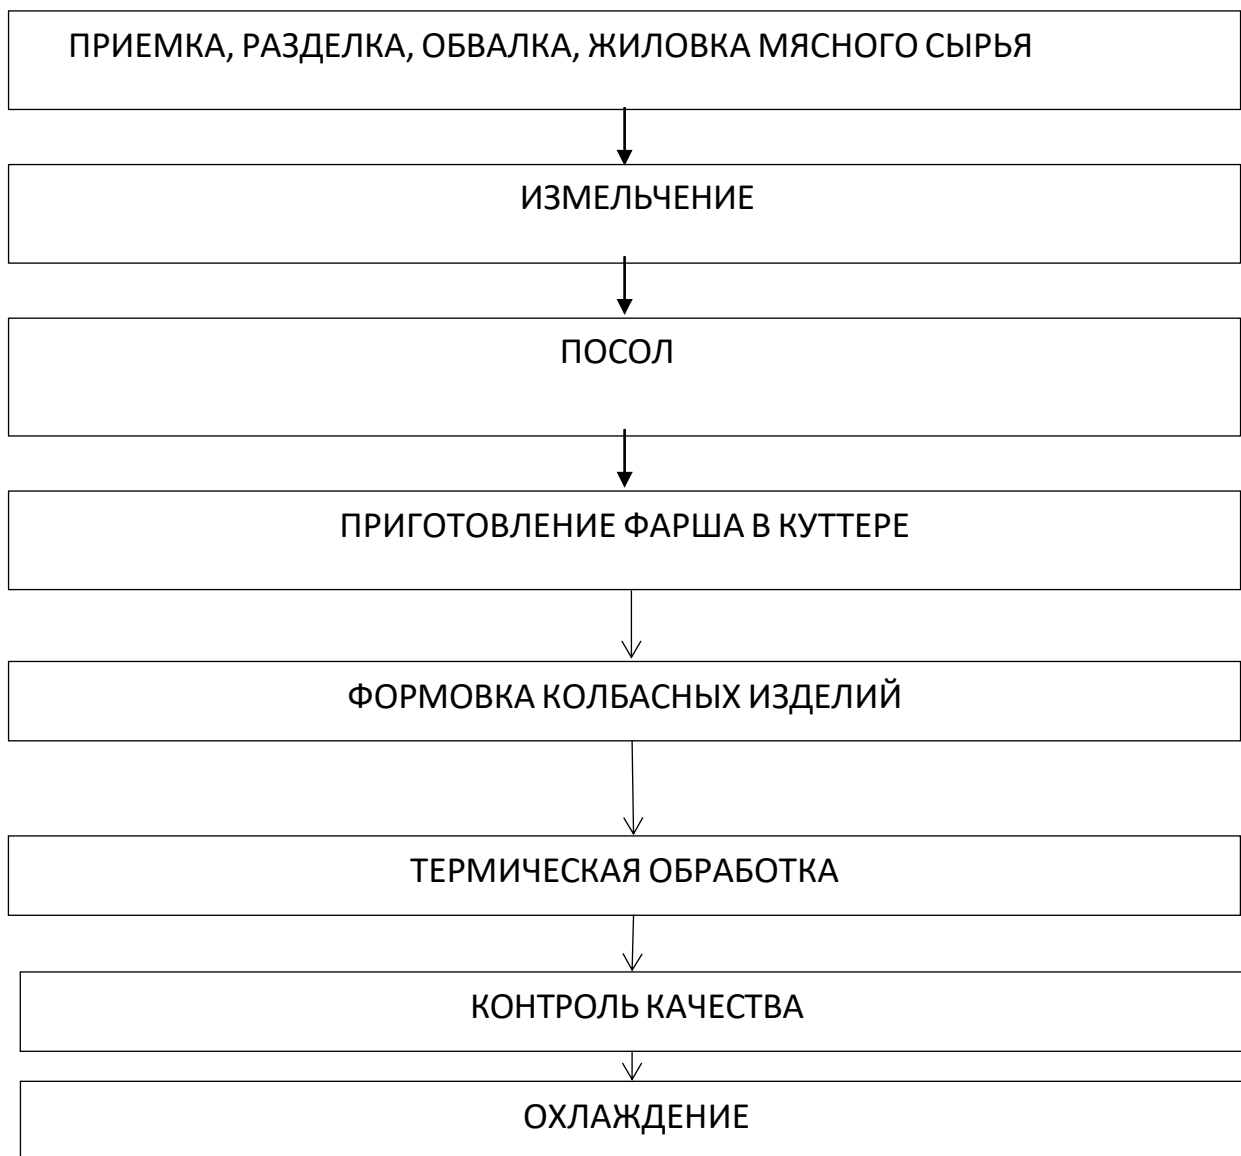 ПРИЕМКА, РАЗДЕЛКА, ОБВАЛКА, ЖИЛОВКА МЯСНОГО СЫРЬЯ
ИЗМЕЛЬЧЕНИЕ
ПОСОЛ
ПРИГОТОВЛЕНИЕ ФАРША В КУТТЕРЕ
ФОРМОВКА КОЛБАСНЫХ ИЗДЕЛИЙ
ТЕРМИЧЕСКАЯ ОБРАБОТКА
КОНТРОЛЬ КАЧЕСТВА
ОХЛАЖДЕНИЕ